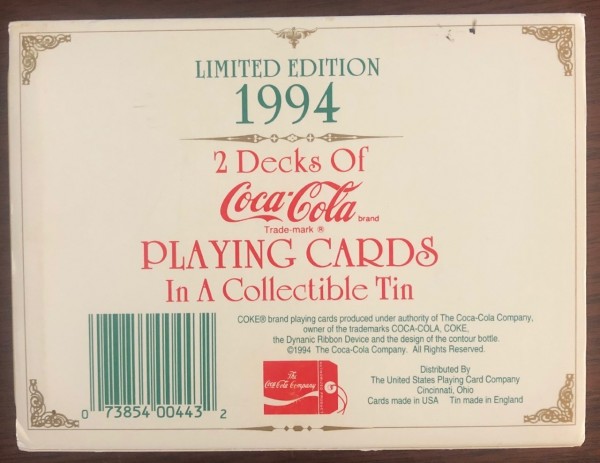 LIMITED EDITION
1994
2 Decks Of
Coca-Cola brand
Trade-mark ®
PLAYING CARDS
In A Collectible Tin
COKE® brand playing cards produced under authority of The Coca-Cola Company,
owner of the trademarks COCA-COLA, COKE,
the Dynamic Ribbon Device and the design of the contour bottle.
©1994 The Coca-Cola Company. All Rights Reserved.
The
Coca-Cola Company
Distributed By
The United States Playing Card Company
Cincinnati, Ohio
Cards made in USA Tin made in England
0 73854 00443 2